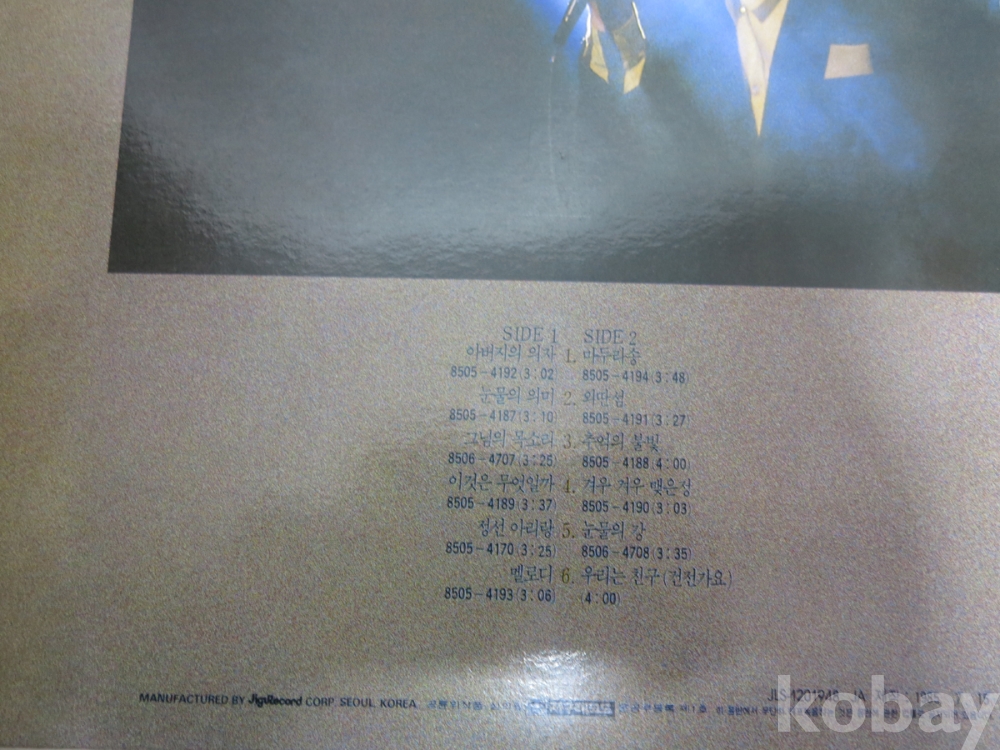 SIDE 1 SIDE 2
아버지의 의자 1. 마두라숑
8505-4192(3:02 8505-4194(3:48)
눈물의 의미 2. 외딴섬
8505-4187(3:10) 8505-4191(3:27)
그님의 목소리 3. 추억의 불빛
8506-4707(3:25) 8505-4188(4:00)
이것은 무엇일까 4. 겨우 겨우 맺은정
8505-4189(3:37) 8505-4190(3:03)
정선 아리랑 5. 눈물의 강
8505-4170(3:25) 8506-4708(3:35)
멜로디 6. 우리는 친구(건전가요)
8505-4193(3:06) 4:00)
MANUFACTURED BY JiguRecord CORP. SEOUL, KOREA.
kobay